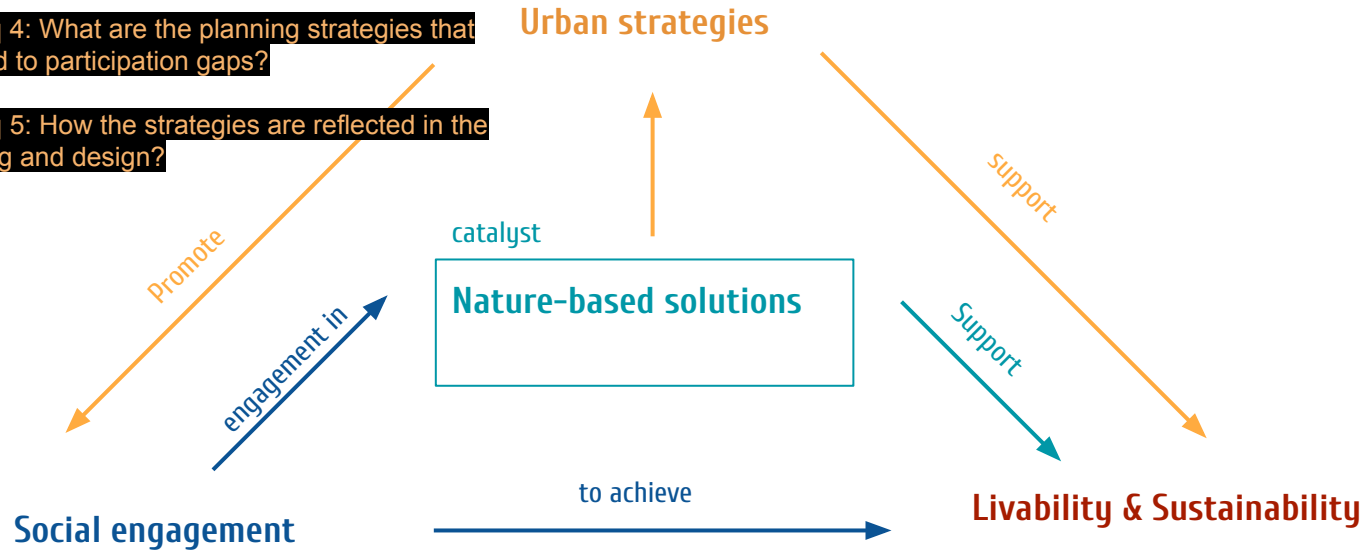 4: What are the planning strategies that
to participation gaps?
Urban strategies
5: How the strategies are reflected in the
and design?
support
Promote
catalyst
Nature-based solutions
engagement in
Support
to achieve
Social engagement
Livability & Sustainability